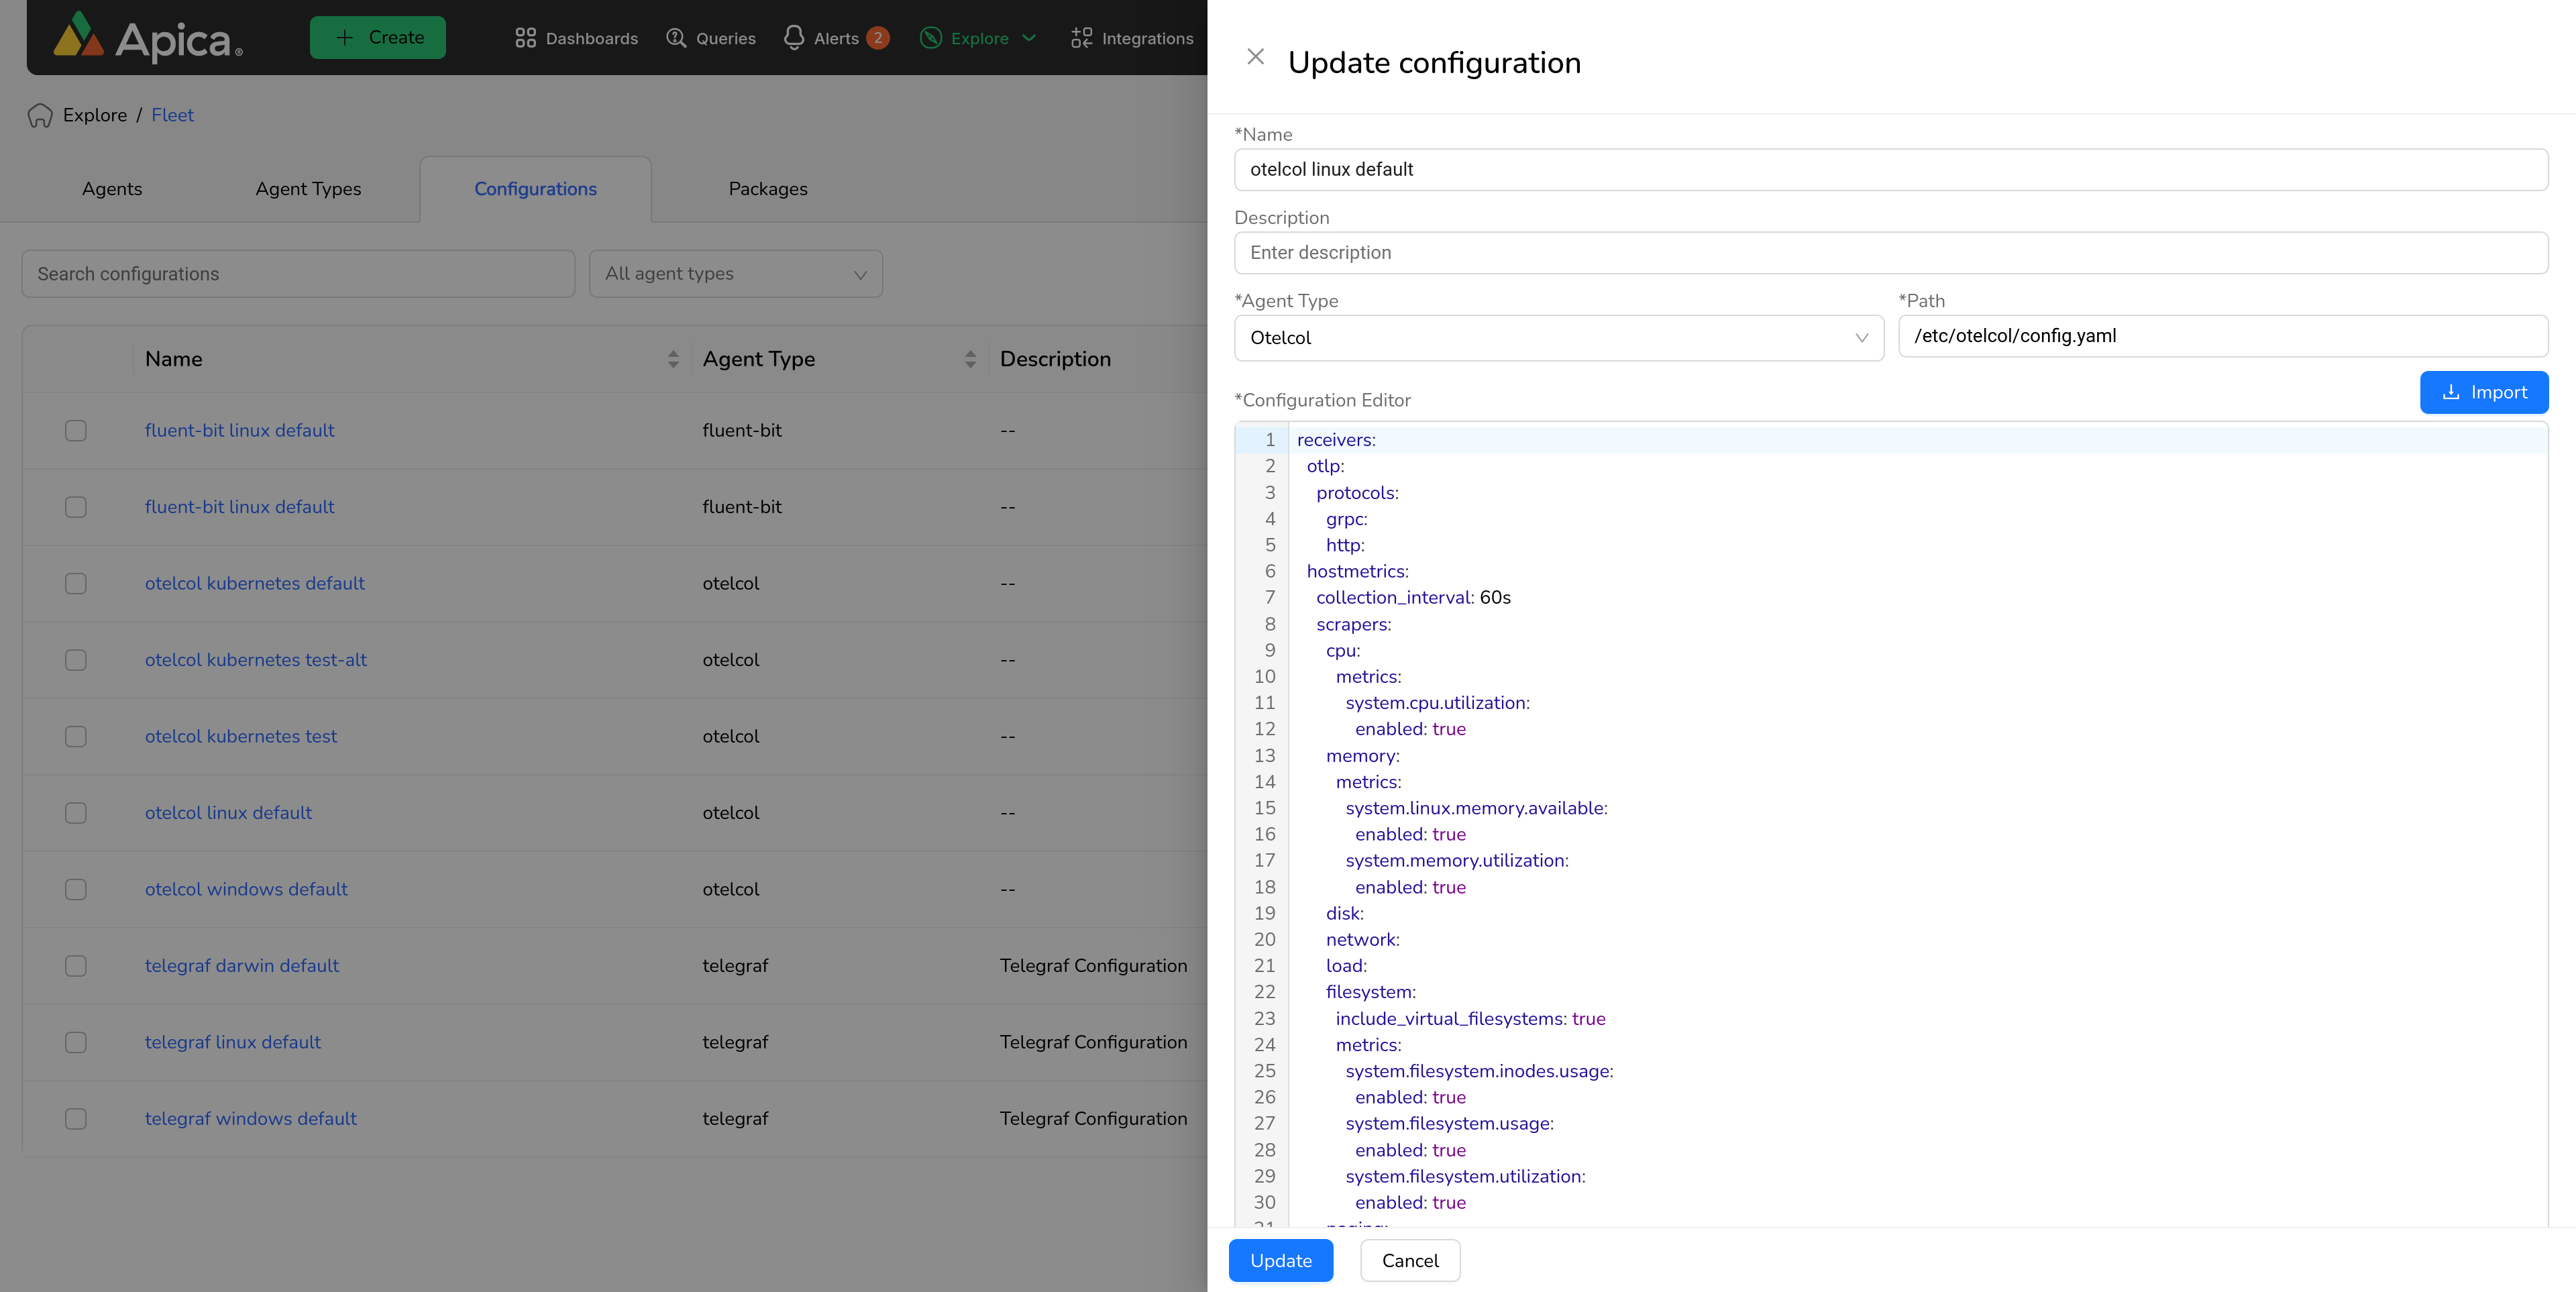 Apica®
Create
Dashboards
Queries
Alerts 2
Explore
Integrations
Explore / Fleet
Agents
Agent Types
Configurations
Packages
Search configurations
All agent types
Name Agent Type Description
fluent-bit linux default fluent-bit --
fluent-bit linux default fluent-bit --
otelcol kubernetes default otelcol --
otelcol kubernetes test-alt otelcol --
otelcol kubernetes test otelcol --
otelcol linux default otelcol --
otelcol windows default otelcol --
telegraf darwin default telegraf Telegraf Configuration
telegraf linux default telegraf Telegraf Configuration
telegraf windows default telegraf Telegraf Configuration
Update configuration
*Name
otelcol linux default
Description
Enter description
*Agent Type
Otelcol
*Path
/etc/otelcol/config.yaml
*Configuration Editor
Import
1 receivers:
2 otlp:
3 protocols:
4 grpc:
5 http:
6 hostmetrics:
7 collection_interval: 60s
8 scrapers:
9 cpu:
10 metrics:
11 system.cpu.utilization:
12 enabled: true
13 memory:
14 metrics:
15 system.linux.memory.available:
16 enabled: true
17 system.memory.utilization:
18 enabled: true
19 disk:
20 network:
21 load:
22 filesystem:
23 include_virtual_filesystems: true
24 metrics:
25 system.filesystem.inodes.usage:
26 enabled: true
27 system.filesystem.usage:
28 enabled: true
29 system.filesystem.utilization:
30 enabled: true
Update
Cancel